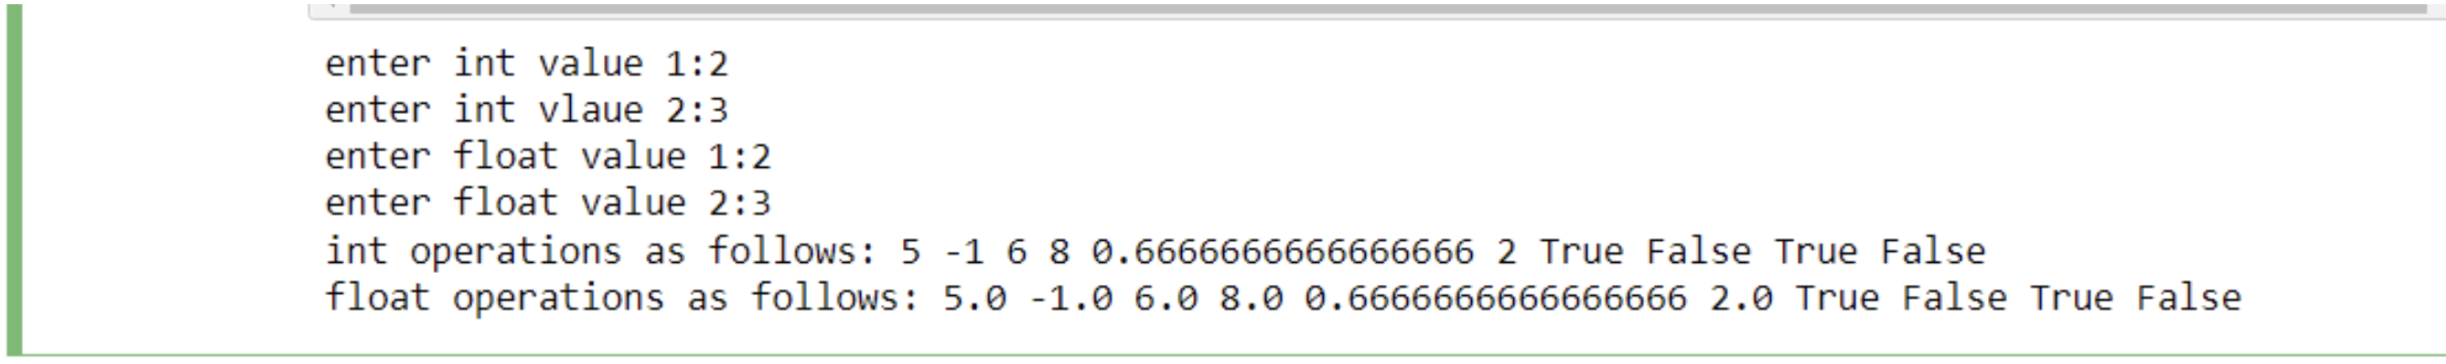 enter int value 1:2
enter int vlaue 2:3
enter float value 1:2
enter float value 2:3
int operations as follows: 5 -1 6 8 0.6666666666666666 2 True False True False
float operations as follows: 5.0 -1.0 6.0 8.0 0.6666666666666666 2.0 True False True False